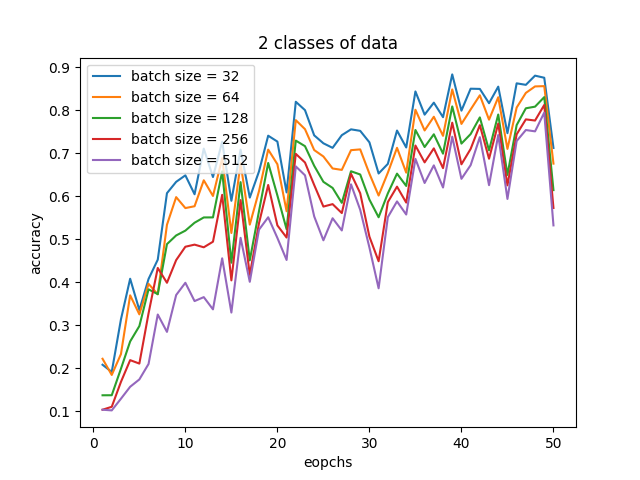 2 classes of data
batch size = 32
batch size = 64
batch size = 128
batch size = 256
batch size = 512
accuracy
0.9
0.8
0.7
0.6
0.5
0.4
0.3
0.2
0.1
0 10 20 30 40 50
eopchs